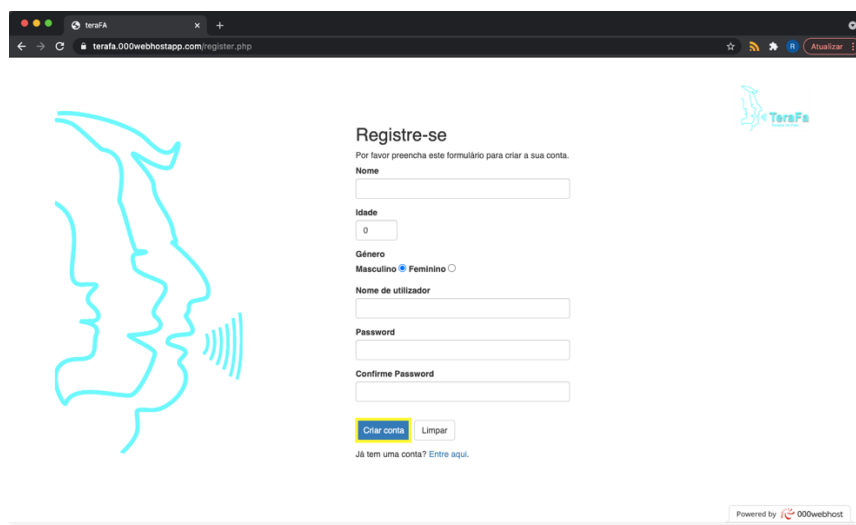 teraFA
terafa.000webhostapp.com/register.php
R
Atualizar
TeraFa
Registre-se
Por favor preencha este formulário para criar a sua conta.
Nome
Idade
0
Género
Masculino Feminino
Nome de utilizador
Password
Confirme Password
Criar conta Limpar
Já tem uma conta? Entre aqui.
Powered by 000webhost